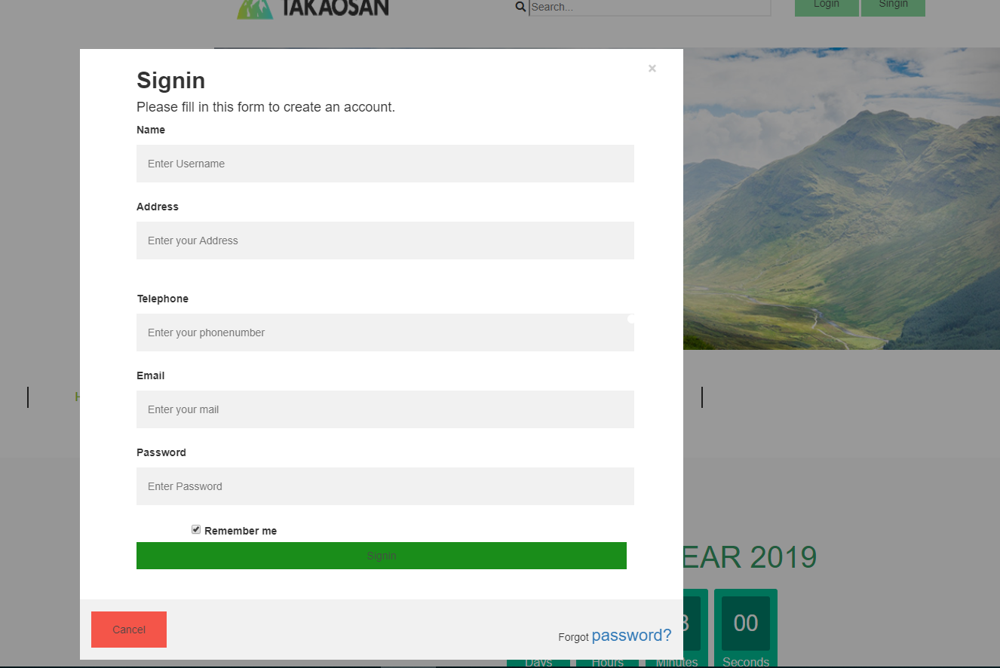 TAKAOSAN
Search...
Login
Singin
×
Signin
Please fill in this form to create an account.
Name
Enter Username
Address
Enter your Address
Telephone
Enter your phonenumber
Email
Enter your mail
Password
Enter Password
Remember me
Signin
Cancel
Forgot password?
EAR 2019
00
Days
Hours
Minutes
Seconds